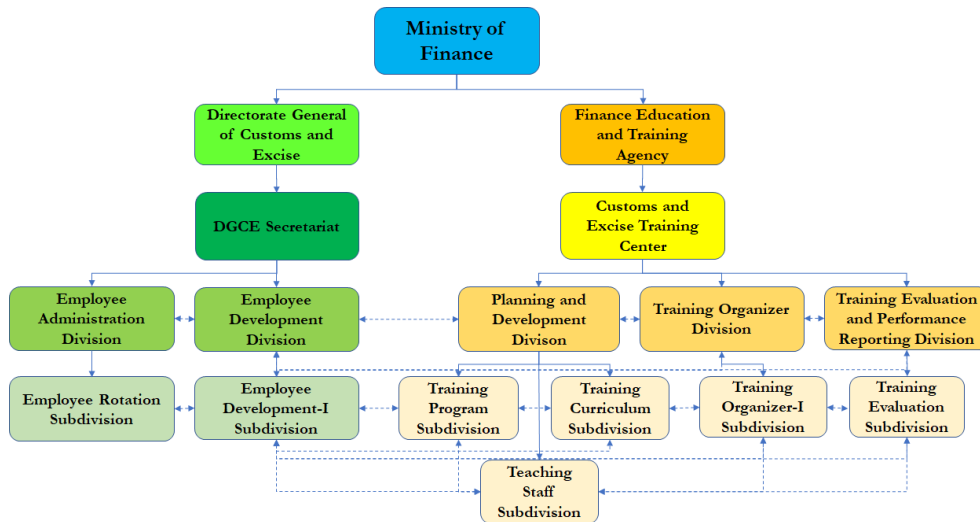 Ministry of
Finance
Directorate General
of Customs and
Excise
Finance Education
and Training
Agency
DGCE Secretariat
Customs and
Excise Training
Center
Employee
Administration
Division
Employee
Development
Division
Planning and
Development
Divison
Training Organizer
Division
Training Evaluation
and Performance
Reporting Division
Employee Rotation
Subdivision
Employee
Development-I
Subdivision
Training
Program
Subdivision
Training
Curriculum
Subdivision
Training
Organizer-I
Subdivision
Training
Evaluation
Subdivision
Teaching
Staff
Subdivision